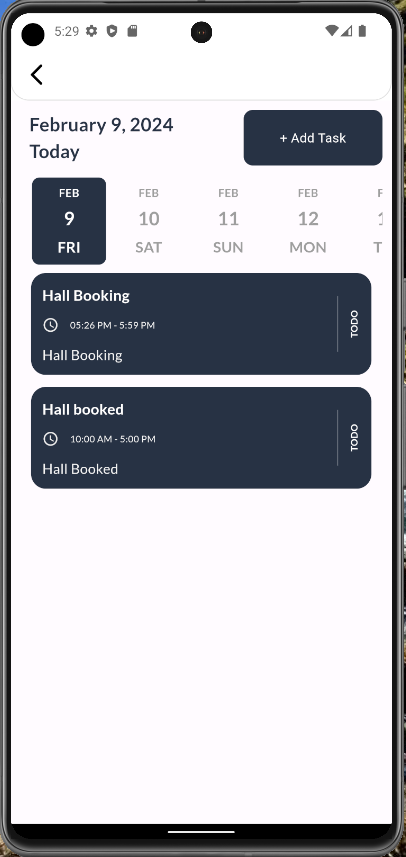 5:29
February 9, 2024
Today
+ Add Task
FEB
9
FRI
FEB
10
SAT
FEB
11
SUN
FEB
12
MON
F
1
T
Hall Booking
05:26 PM - 5:59 PM
Hall Booking
TODO
Hall booked
10:00 AM - 5:00 PM
Hall Booked
TODO